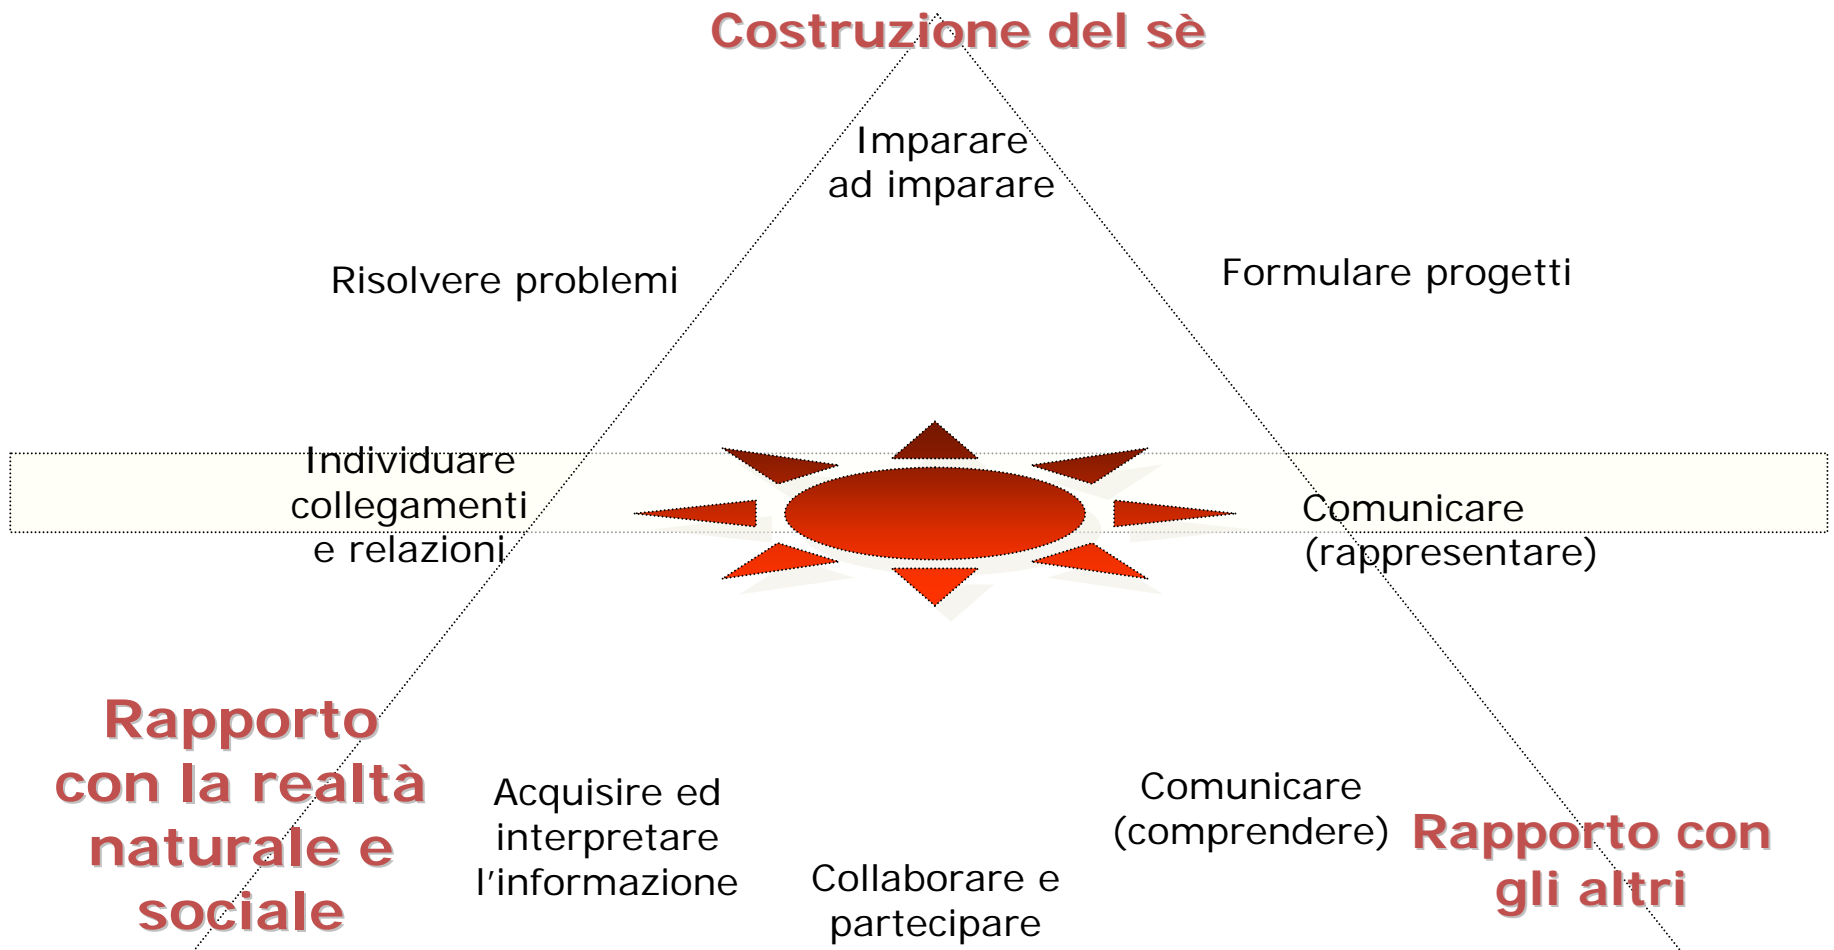 Costruzione del sè
Imparare
ad imparare
Risolvere problemi
Formulare progetti
Individuare
collegamenti
e relazioni
Comunicare
(rappresentare)
Rapporto
con la realtà
naturale e
sociale
Acquisire ed
interpretare
l'informazione
Collaborare e
partecipare
Comunicare
(comprendere)
Rapporto con
gli altri